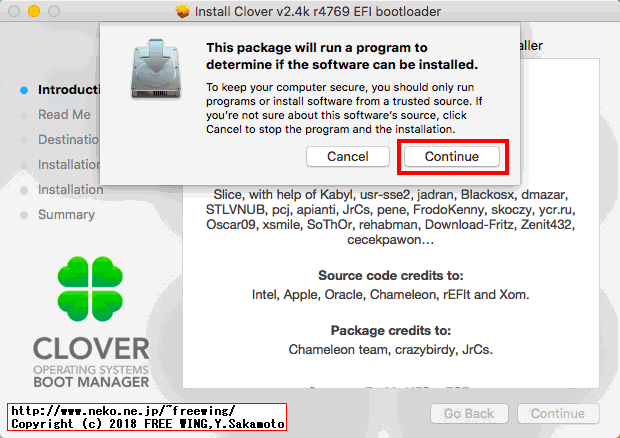 Install Clover v2.4k r4769 EFI bootloader
This package will run a program to
determine if the software can be installed.
To keep your computer secure, you should only run
programs or install software from a trusted source. If
you're not sure about this software's source, click
Cancel to stop the program and the installation.
Cancel
Continue
aller
Introducti
Read Me
Destinatio
Installation
Installation
Summary
Slice, with help of Kabyl, usr-sse2, jadran, Blackosx, dmazar,
STLVNUB, pcj, apianti, JrCs, pene, FrodoKenny, skoczy, ycr.ru,
Oscar09, xsmile, SoThOr, rehabman, Download-Fritz, Zenit432,
cecekpawon...
Source code credits to:
Intel, Apple, Oracle, Chameleon, rEFIt and Xom.
Package credits to:
Chameleon team, crazybirdy, JrCs.
CLOVER
OPERATING SYSTEMS
BOOT MANAGER
http://www.neko.ne.jp/~freewing/
Copyright (c) 2018 FREE WING,Y.Sakamoto
Go Back
Continue